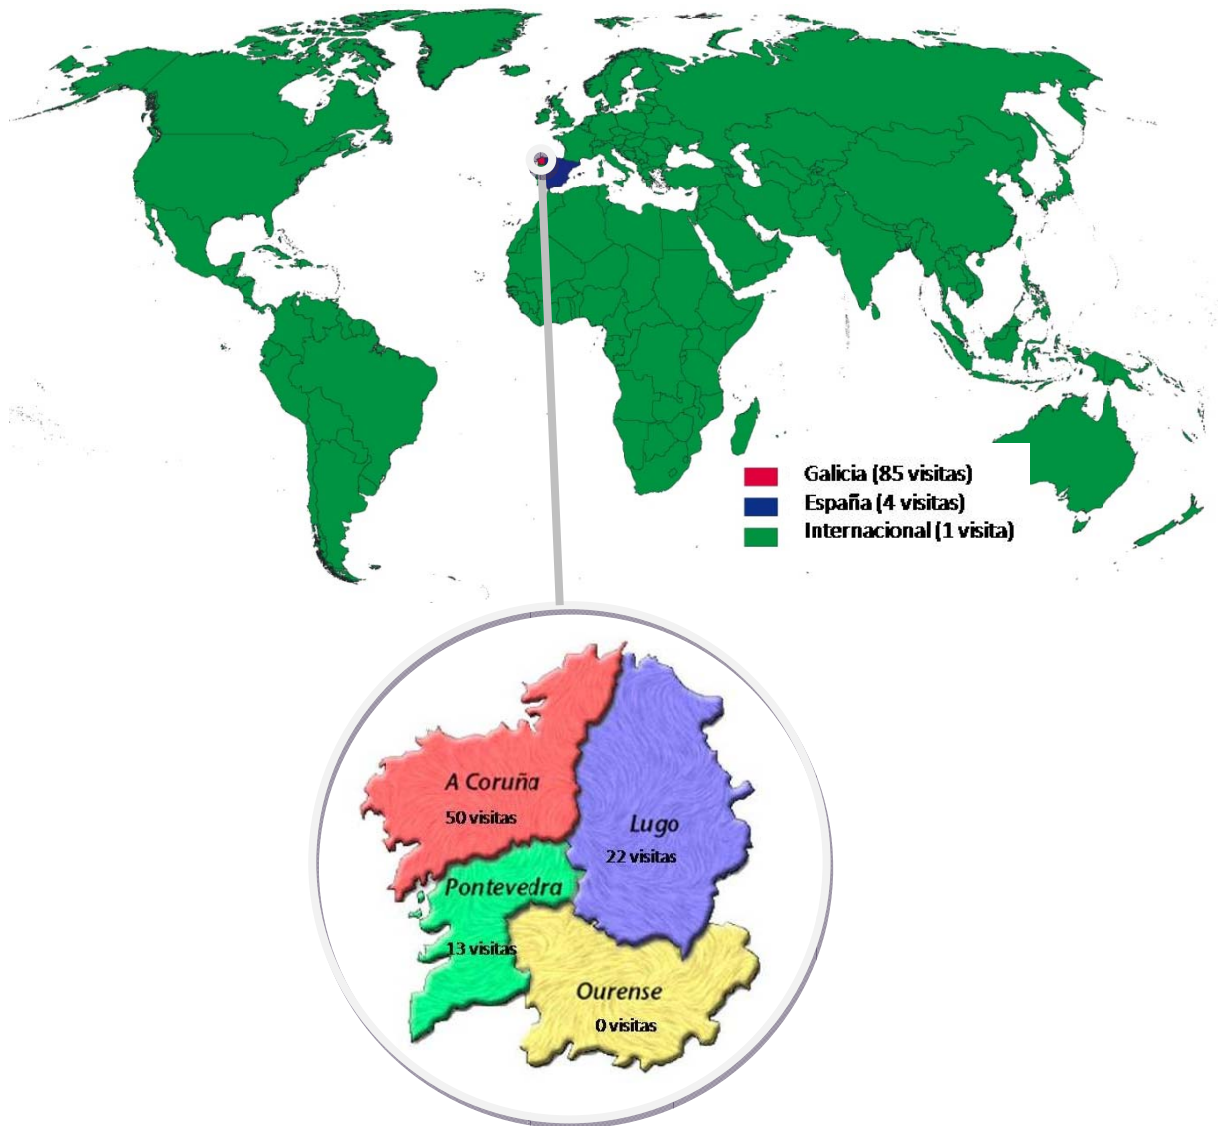 Galicia (85 visitas)
España (4 visitas)
Internacional (1 visita)
A Coruña
50 visitas
Lugo
22 visitas
Pontevedra
13 visitas
Ourense
0 visitas